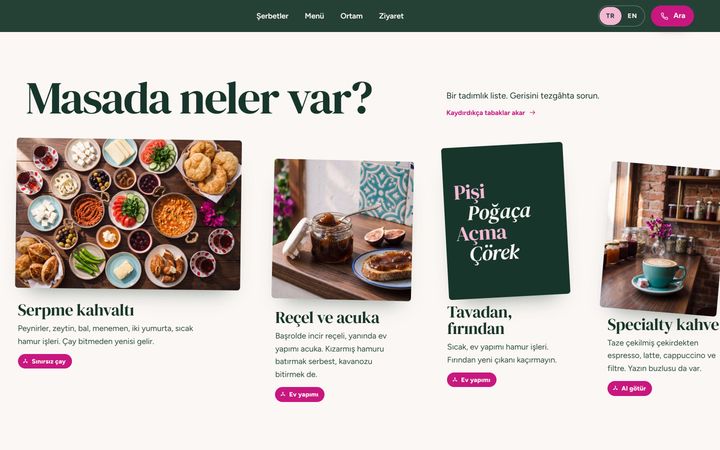 Şerbetler Menü Ortam Ziyaret
TR EN Ara
Masada neler var?
Bir tadımlık liste. Gerisini tezgâhta sorun.
Kaydırdıkça tabaklar akar →
Serpme kahvaltı
Peynirler, zeytin, bal, menemen, iki yumurta, sıcak
hamur işleri. Çay bitmeden yenisi gelir.
Sınırsız çay
Reçel ve acuka
Başrolde incir reçeli, yanında ev
yapımı acuka. Kızarmış hamuru
batırmak serbest, kavanozu
bitirmek de.
Ev yapımı
Pişi
Poğaça
Açma
Çörek
Tavadan,
fırından
Sıcak, ev yapımı hamur işleri.
Fırından yeni çıkanı kaçırmayın.
Ev yapımı
Specialty kahve
Taze çekilmiş çekirdekten
espresso, latte, cappuccino ve
filtre. Yazın buzlusu da var.
Al götür